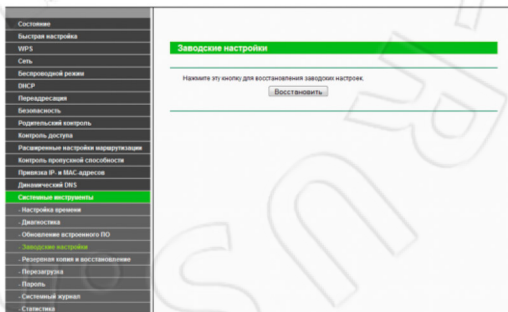 Состояние
Быстрая настройка
WPS
Сеть
Беспроводной режим
DHCP
Переадресация
Безопасность
Родительский контроль
Контроль доступа
Расширенные настройки маршрутизации
Контроль пропускной способности
Привязка IP- и MAC-адресов
Динамический DNS
Системные инструменты
- Настройка времени
- Диагностика
- Обновление встроенного ПО
- Заводские настройки
- Резервная копия и восстановление
- Перезагрузка
- Пароль
- Системный журнал
- Статистика
Заводские настройки
Нажмите эту кнопку для восстановления заводских настроек.
Восстановить